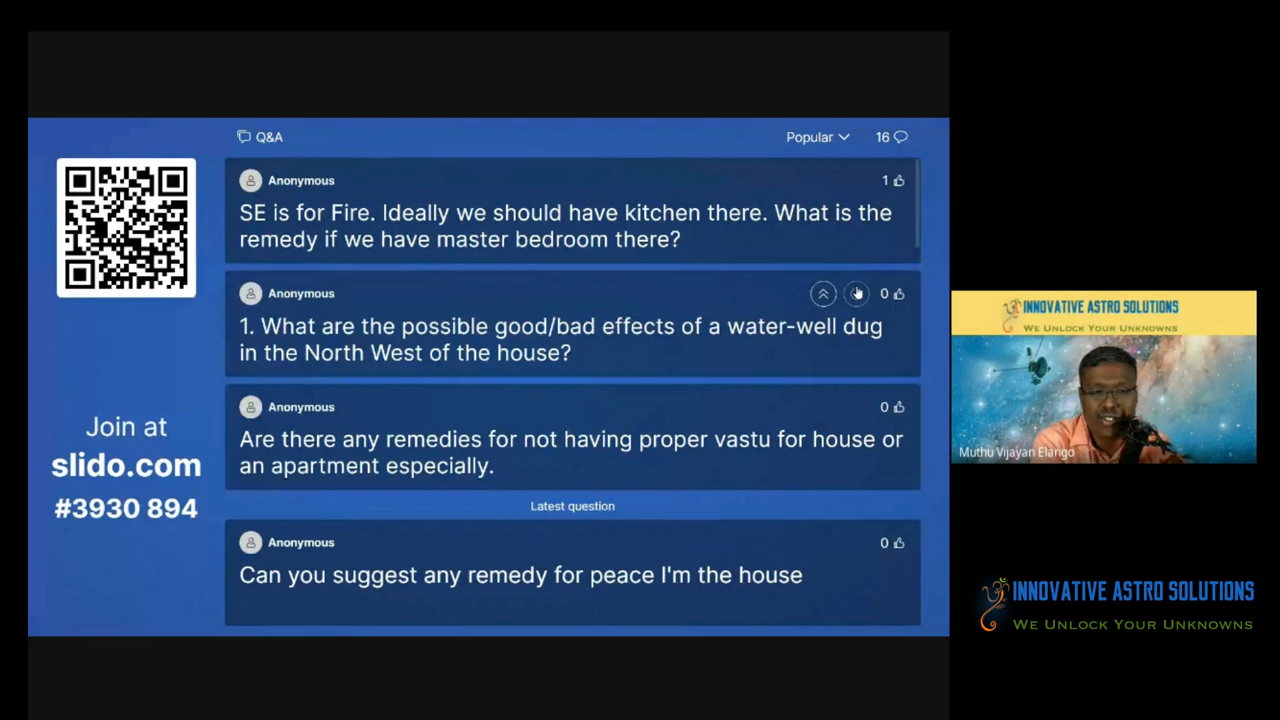 Q&A
Popular
16
Anonymous
1
SE is for Fire. Ideally we should have kitchen there. What is the
remedy if we have master bedroom there?
Anonymous
0
1. What are the possible good/bad effects of a water-well dug
in the North West of the house?
Anonymous
0
Are there any remedies for not having proper vastu for house or
an apartment especially.
Latest question
Anonymous
0
Can you suggest any remedy for peace I'm the house
Join at
slido.com
#3930 894
INNOVATIVE ASTRO SOLUTIONS
WE UNLOCK YOUR UNKNOWNS
Muthu Vijayan Elango
INNOVATIVE ASTRO SOLUTIONS
WE UNLOCK YOUR UNKNOWNS